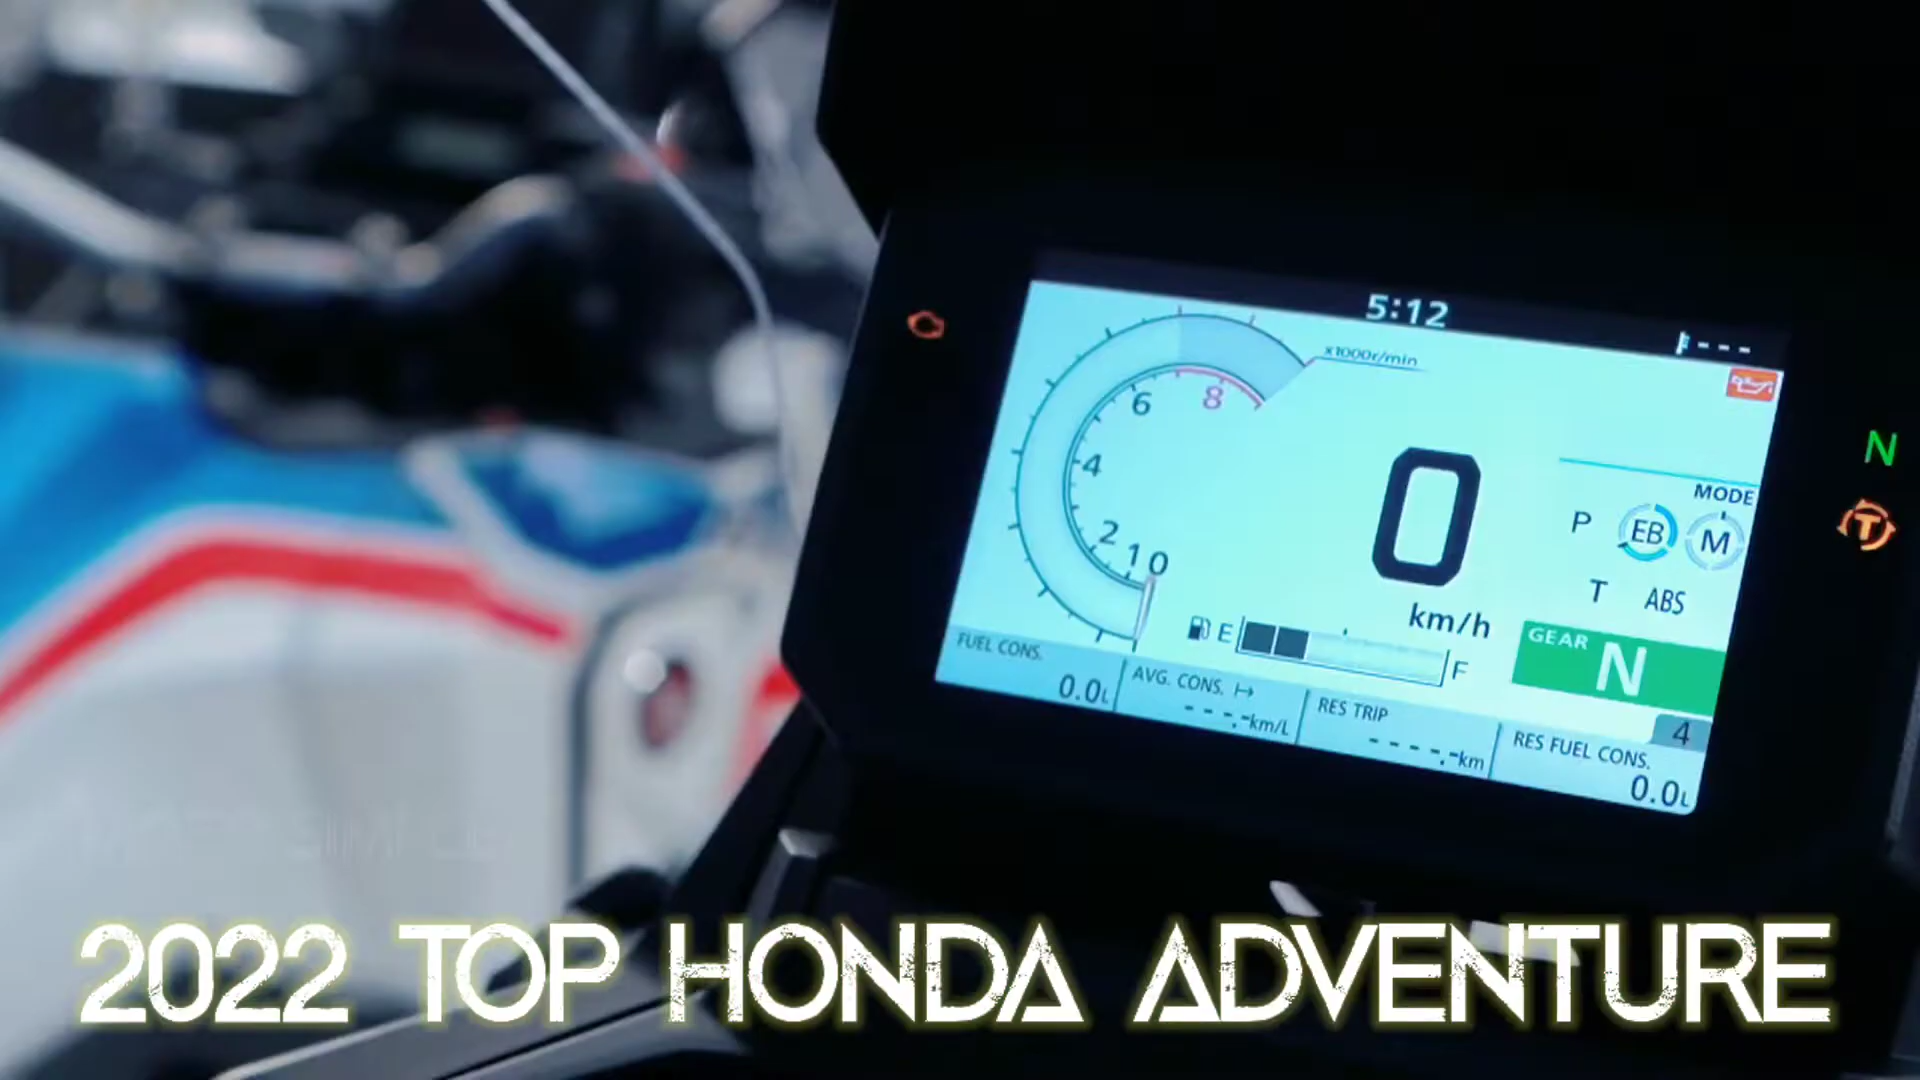 5:12
---
x1000r/min
8
6
4
2
1 0
0
km/h
MODE
P EB M
T ABS
N
T
E F
GEAR N
4
FUEL CONS.
0.0L
AVG. CONS.
---.-km/L
RES TRIP
----.-km
RES FUEL CONS.
0.0L
2022 TOP HONDA ADVENTURE